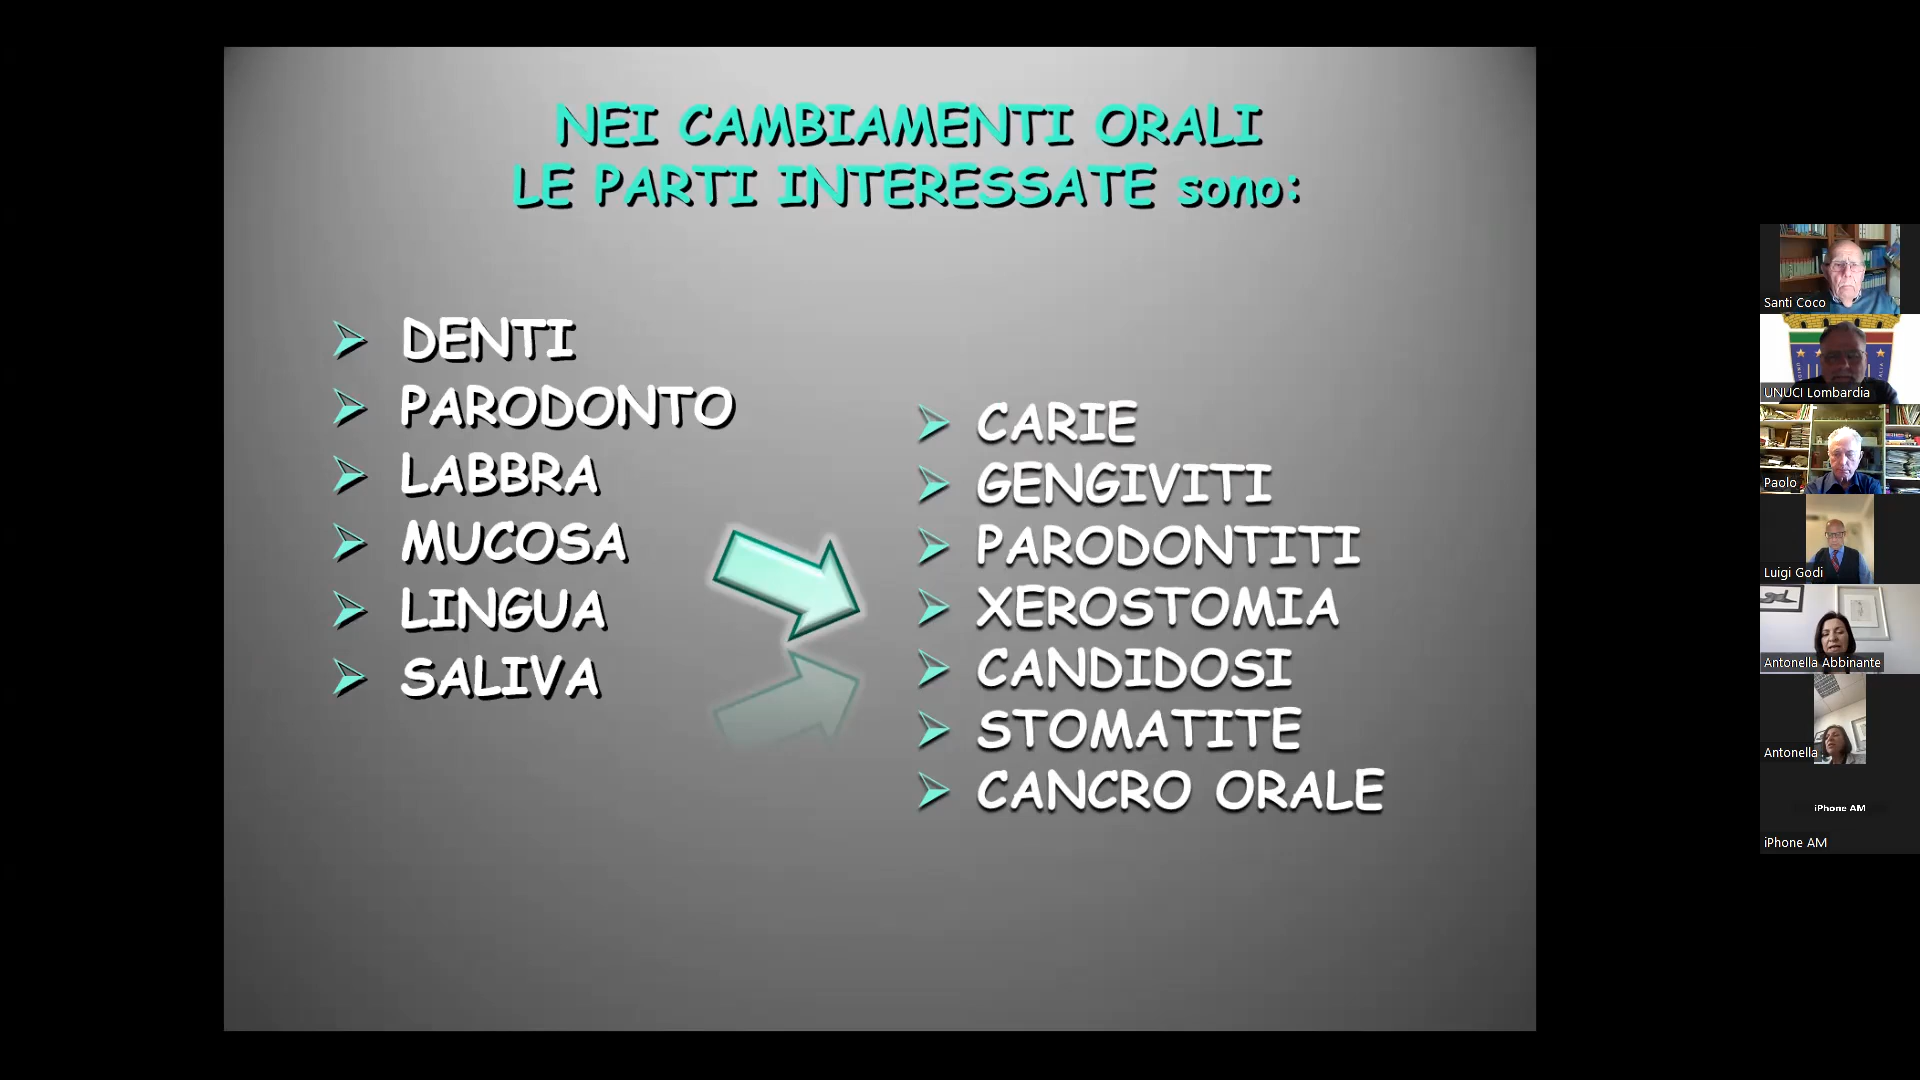 NEI CAMBIAMENTI ORALI
LE PARTI INTERESSATE sono:
DENTI
PARODONTO
LABBRA
MUCOSA
LINGUA
SALIVA
CARIE
GENGIVITI
PARODONTITI
XEROSTOMIA
CANDIDOSI
STOMATITE
CANCRO ORALE
Santi Coco
UNUCI Lombardia
Paolo
Luigi Godi
Antonella Abbinante
Antonella
iPhone AM
iPhone AM